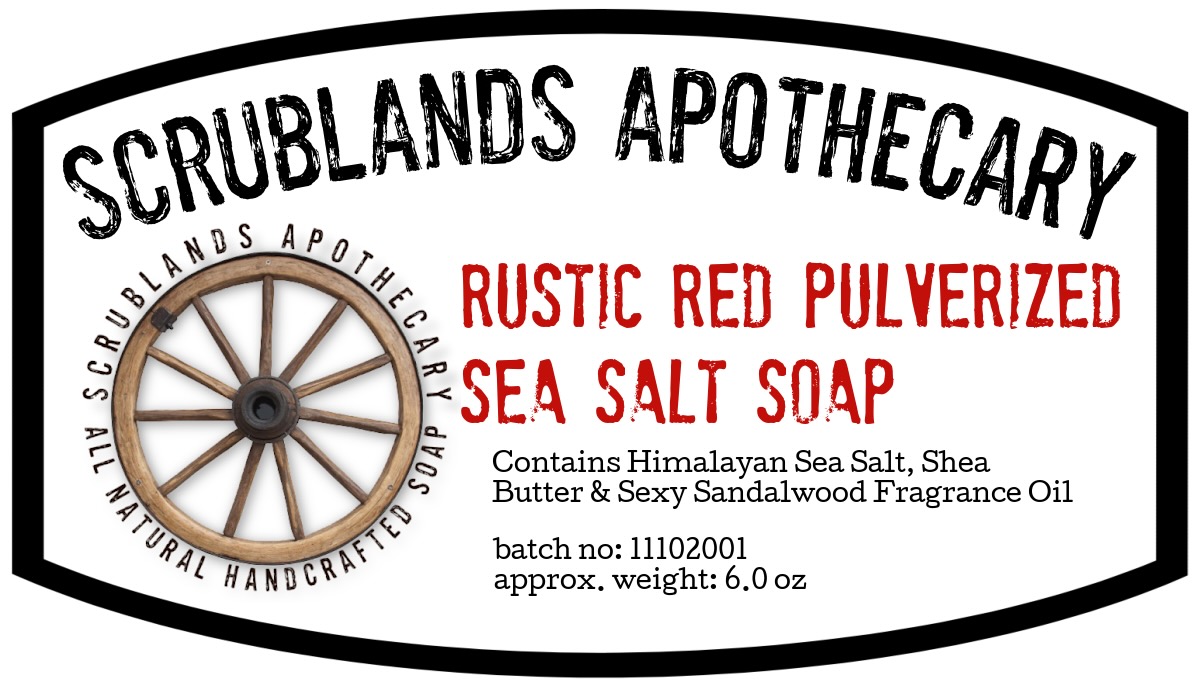 SCRUBLANDS APOTHECARY
SCRUBLANDS APOTHECARY
ALL NATURAL HANDCRAFTED SOAP
RUSTIC RED PULVERIZED
SEA SALT SOAP
Contains Himalayan Sea Salt, Shea
Butter & Sexy Sandalwood Fragrance Oil
batch no: 11102001
approx. weight: 6.0 oz